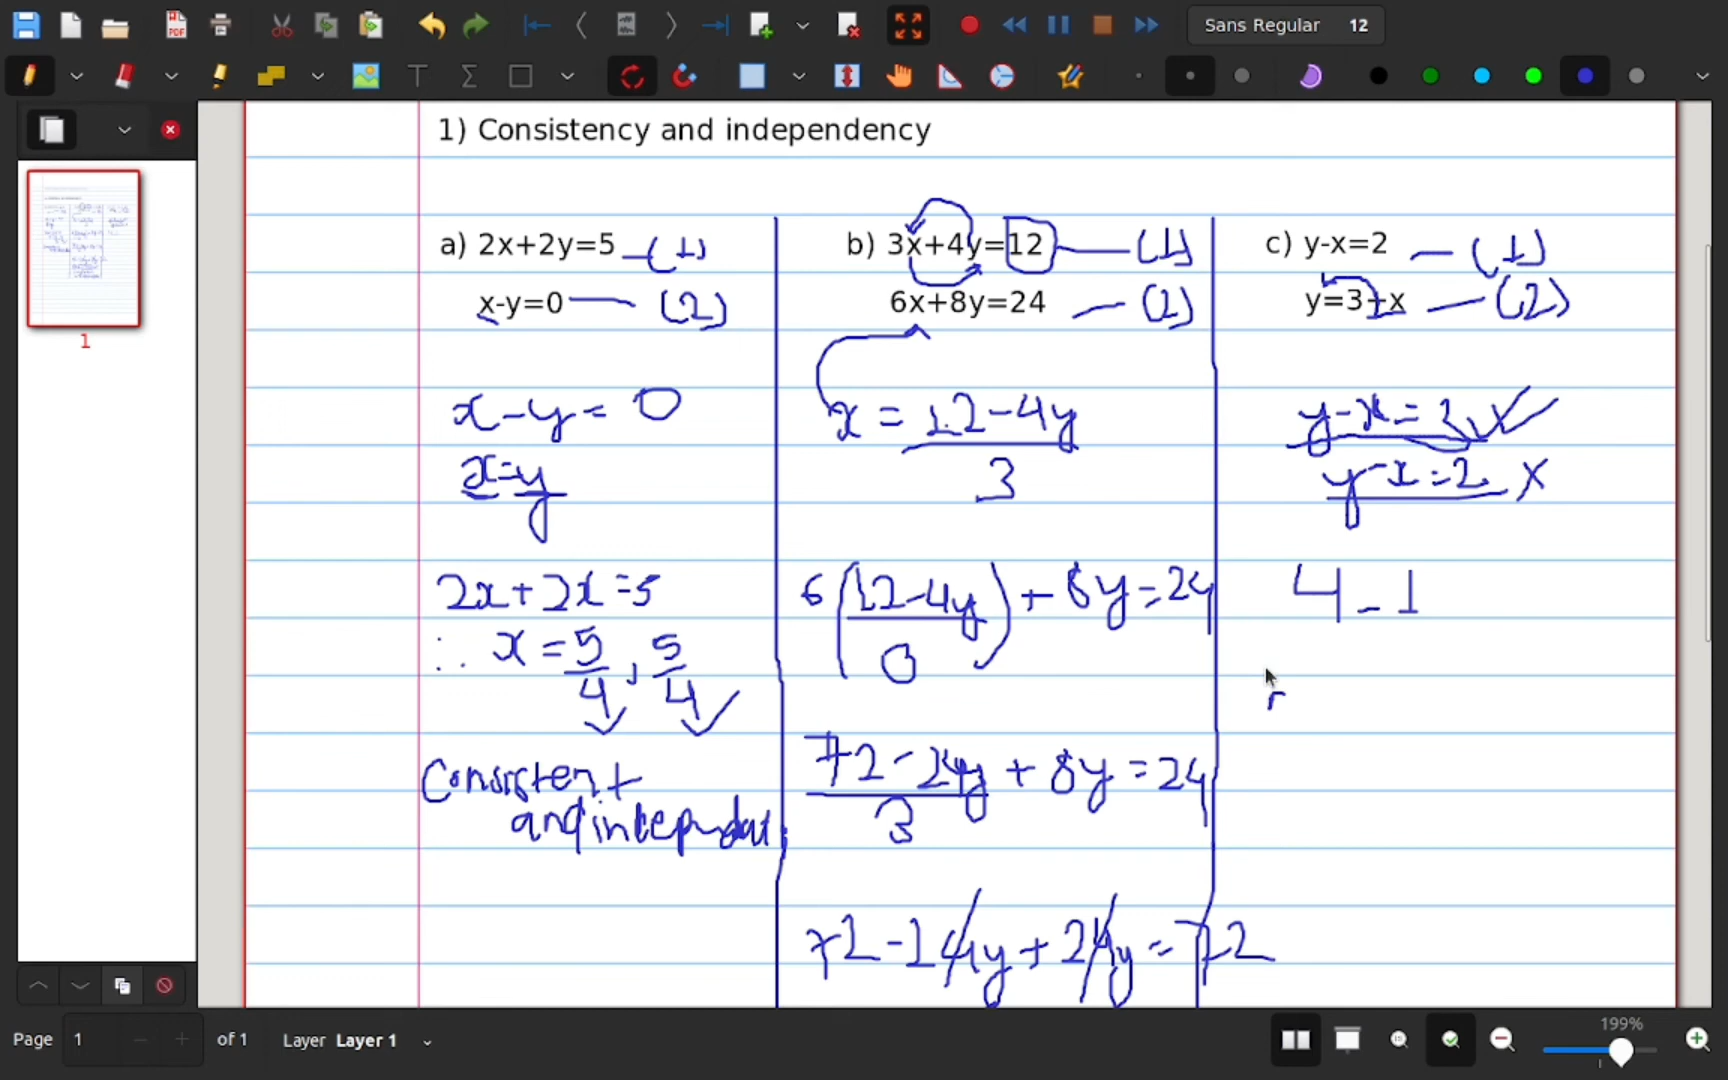 Sans Regular 12
1) Consistency and independency
a) 2x+2y=5 —(1)
x-y=0 — (2)
x-y= 0
x=y
2x+2x=5
∴ x = 5/4, 5/4
Consistent
and
b) 3x+4y=12 — (1)
6x+8y=24 — (2)
x = 12-4y
3
6(12-4y) + 8y=24
72-24y + 8y = 24
3
72-24y+24y = 72
c) y-x=2 — (1)
y=3+x — (2)
y-x=3
y-x=2 x
4-1
1
Page 1 of 1 Layer Layer 1
199%